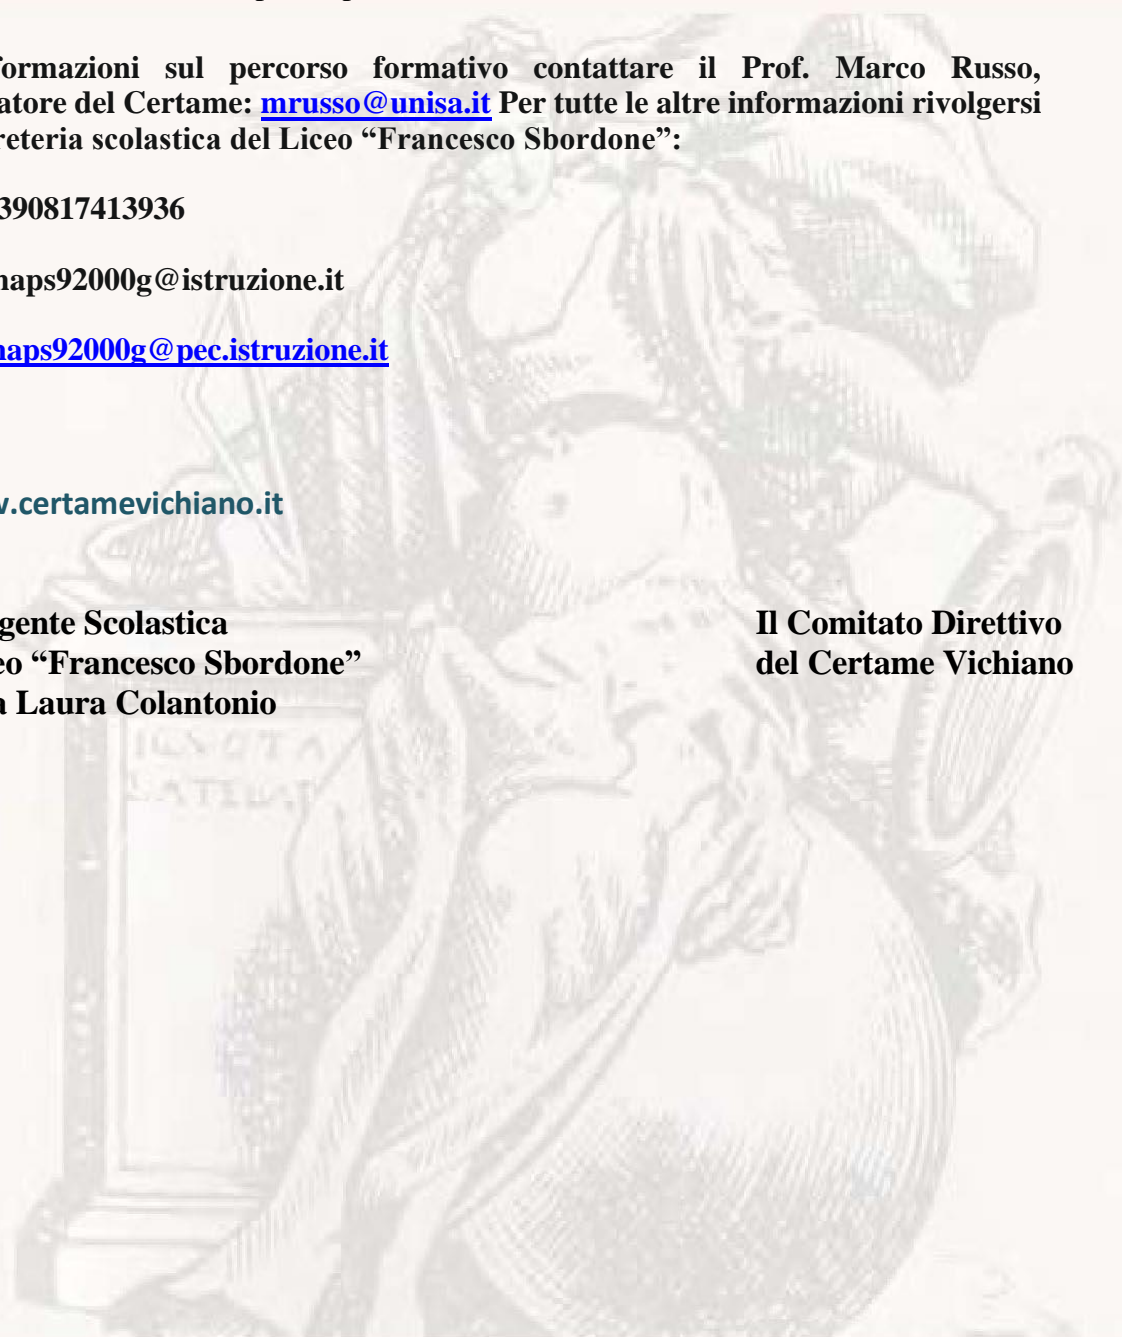 formazioni sul percorso formativo contattare il Prof. Marco Russo,
atore del Certame: mrusso@unisa.it Per tutte le altre informazioni rivolgersi
reteria scolastica del Liceo “Francesco Sbordone”:
390817413936
naps92000g@istruzione.it
naps92000g@pec.istruzione.it
w.certamevichiano.it
gente Scolastica
eo “Francesco Sbordone”
a Laura Colantonio
Il Comitato Direttivo
del Certame Vichiano